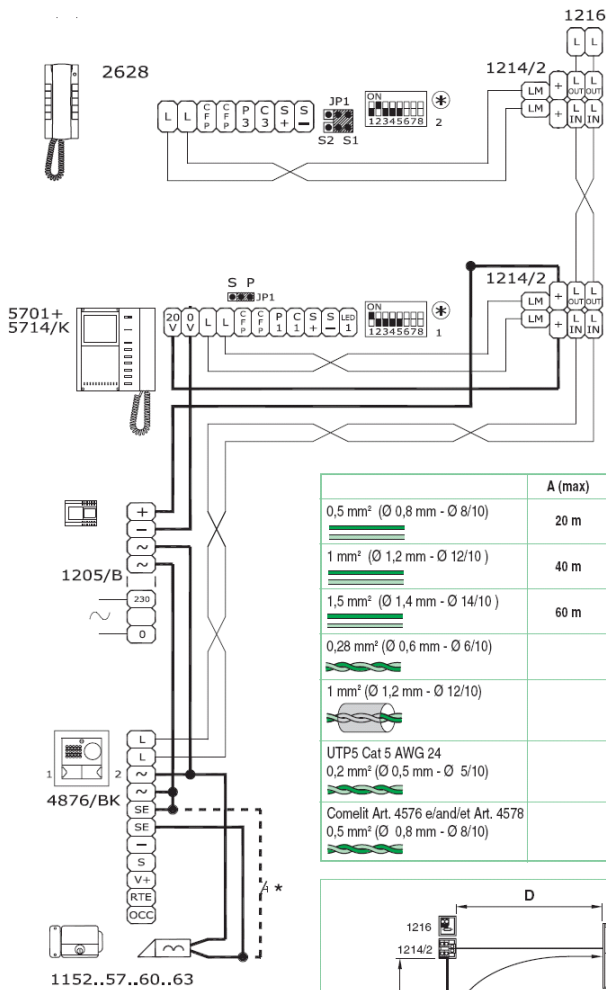 1216
L L
2628
1214/2
LM + L OUT L OUT
LM + L IN L IN
L L CFP CFP P3 C3 S+ S−
JP1
S2 S1
ON
12345678
* 2
1214/2
LM + L OUT L OUT
LM + L IN L IN
S P
JP1
5701+
5714/K
20V 0V L L CFP CFP P1 C1 S+ S− LED1
ON
12345678
* 1
+
−
~
~
1205/B
230
~
0
A (max)
0,5 mm² (Ø 0,8 mm - Ø 8/10)
20 m
1 mm² (Ø 1,2 mm - Ø 12/10 )
40 m
1,5 mm² (Ø 1,4 mm - Ø 14/10 )
60 m
0,28 mm² (Ø 0,6 mm - Ø 6/10)
1 mm² (Ø 1,2 mm - Ø 12/10)
UTP5 Cat 5 AWG 24
0,2 mm² (Ø 0,5 mm - Ø 5/10)
Comelit Art. 4576 e/and/et Art. 4578
0,5 mm² (Ø 0,8 mm - Ø 8/10)
1 2
4876/BK
L
L
~
~
SE
SE
−
S
V+
RTE
OCC
*
1152..57..60..63
D
1216
1214/2